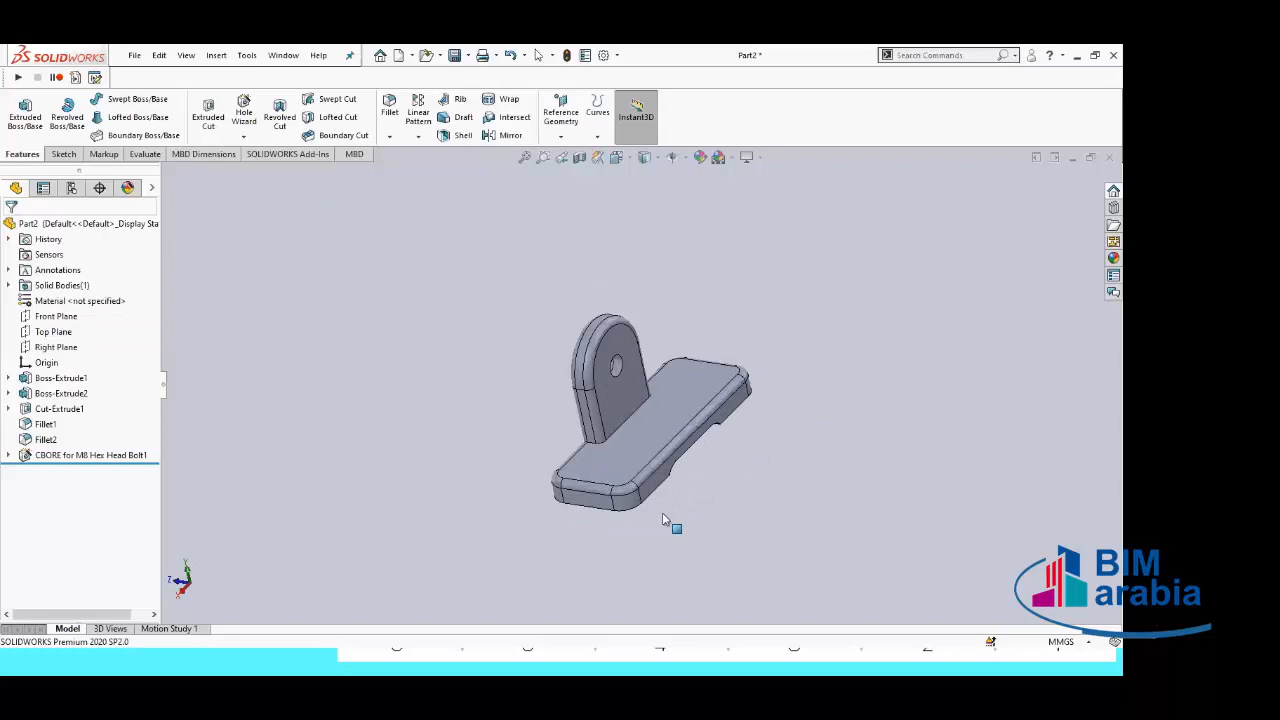 SOLIDWORKS File Edit View Insert Tools Window Help Part2 * Search Commands
Extruded Boss/Base
Revolved Boss/Base
Swept Boss/Base
Lofted Boss/Base
Boundary Boss/Base
Extruded Cut
Hole Wizard
Revolved Cut
Swept Cut
Lofted Cut
Boundary Cut
Fillet
Linear Pattern
Rib
Draft
Shell
Wrap
Intersect
Mirror
Reference Geometry
Curves
Instant3D
Features Sketch Markup Evaluate MBD Dimensions SOLIDWORKS Add-Ins MBD
Part2 (Default<<Default>_Display Sta
History
Sensors
Annotations
Solid Bodies(1)
Material <not specified>
Front Plane
Top Plane
Right Plane
Origin
Boss-Extrude1
Boss-Extrude2
Cut-Extrude1
Fillet1
Fillet2
CBORE for M8 Hex Head Bolt1
Y
Z
X
BIM
arabia
Model 3D Views Motion Study 1
SOLIDWORKS Premium 2020 SP2.0 MMGS